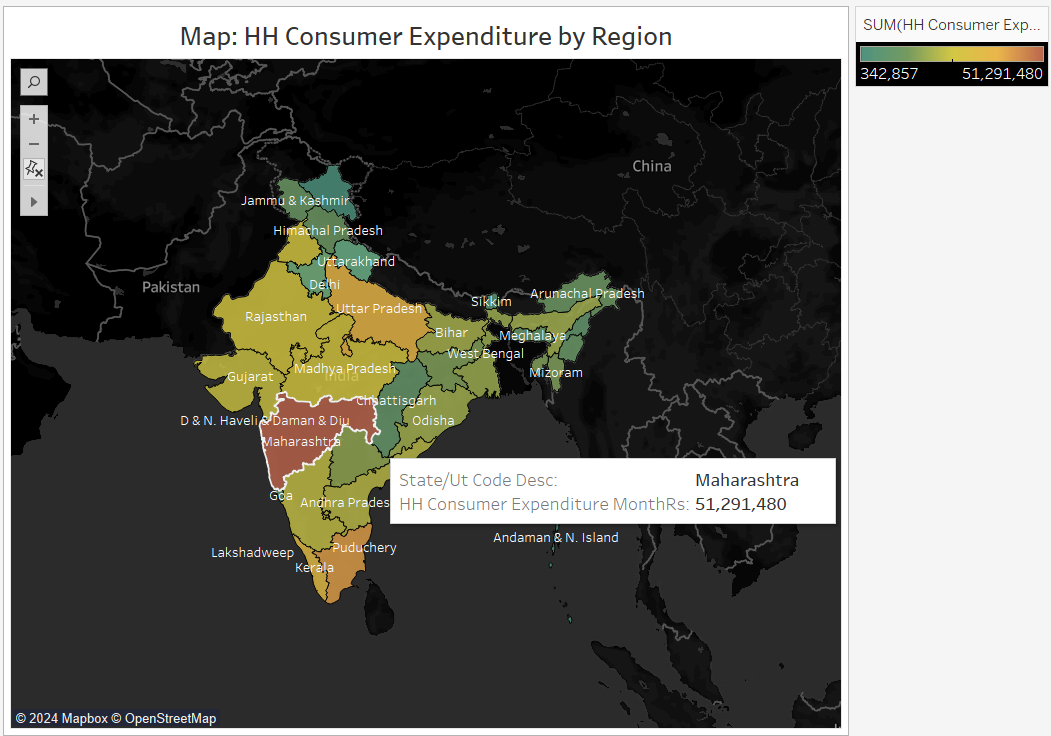 Map: HH Consumer Expenditure by Region
SUM(HH Consumer Exp...
342,857 51,291,480
China
Jammu & Kashmir
Himachal Pradesh
Uttarakhand
Pakistan
Delhi
Sikkim
Arunachal Pradesh
Rajasthan
Uttar Pradesh
Bihar
Meghalaya
West Bengal
Madhya Pradesh
India
Gujarat
Mizoram
Chhattisgarh
D & N. Haveli & Daman & Diu
Odisha
Maharashtra
State/Ut Code Desc: Maharashtra
HH Consumer Expenditure MonthRs: 51,291,480
Goa
Andhra Prades
Andaman & N. Island
Puduchery
Lakshadweep
Kerala
© 2024 Mapbox © OpenStreetMap